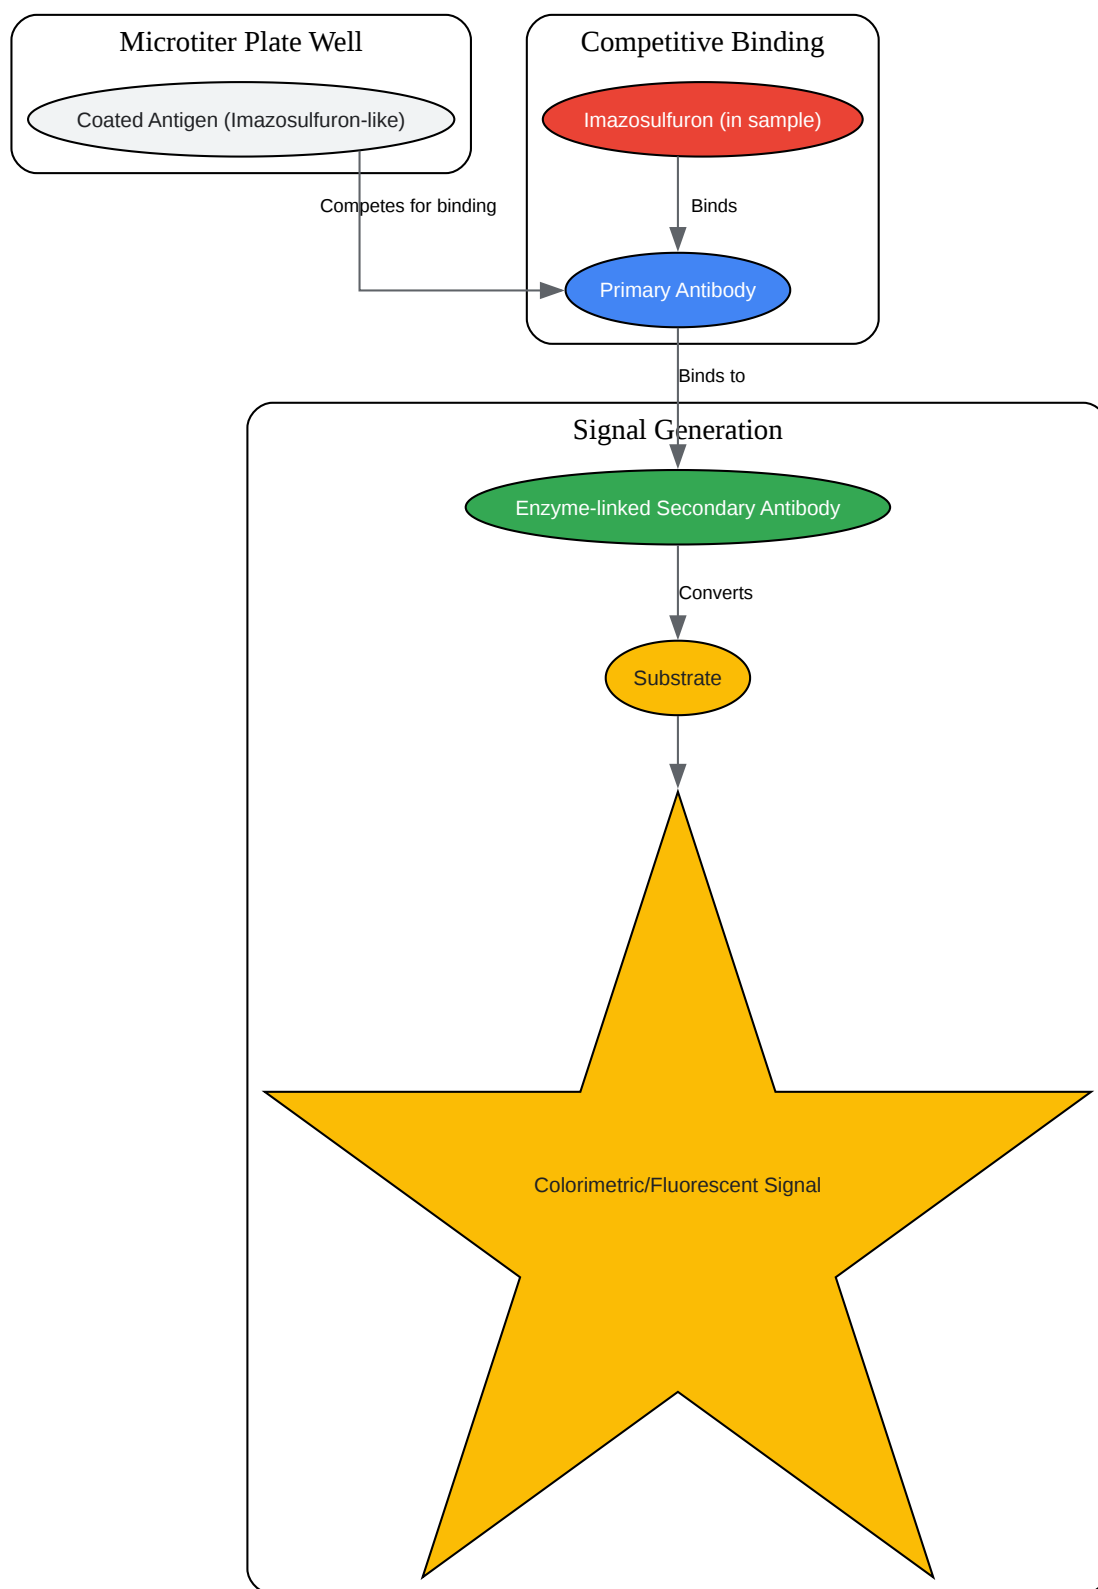 Microtiter Plate Well
Competitive Binding
Coated Antigen (Imazosulfuron-like)
Imazosulfuron (in sample)
Competes for binding
Binds
Primary Antibody
Binds to
Signal Generation
Enzyme-linked Secondary Antibody
Converts
Substrate
Colorimetric/Fluorescent Signal